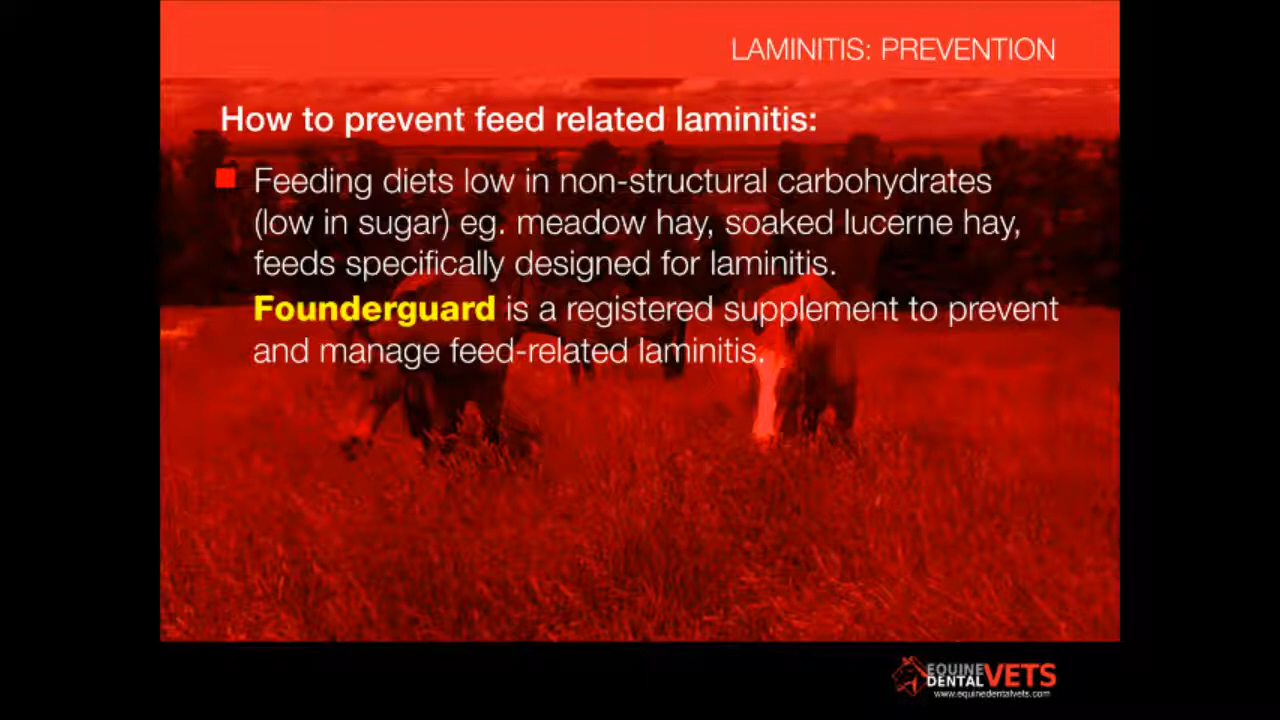 LAMINITIS: PREVENTION
How to prevent feed related laminitis:
Feeding diets low in non-structural carbohydrates
(low in sugar) eg. meadow hay, soaked lucerne hay,
feeds specifically designed for laminitis.
Founderguard is a registered supplement to prevent
and manage feed-related laminitis.
EQUINE
DENTAL VETS
www.equinedentalvets.com